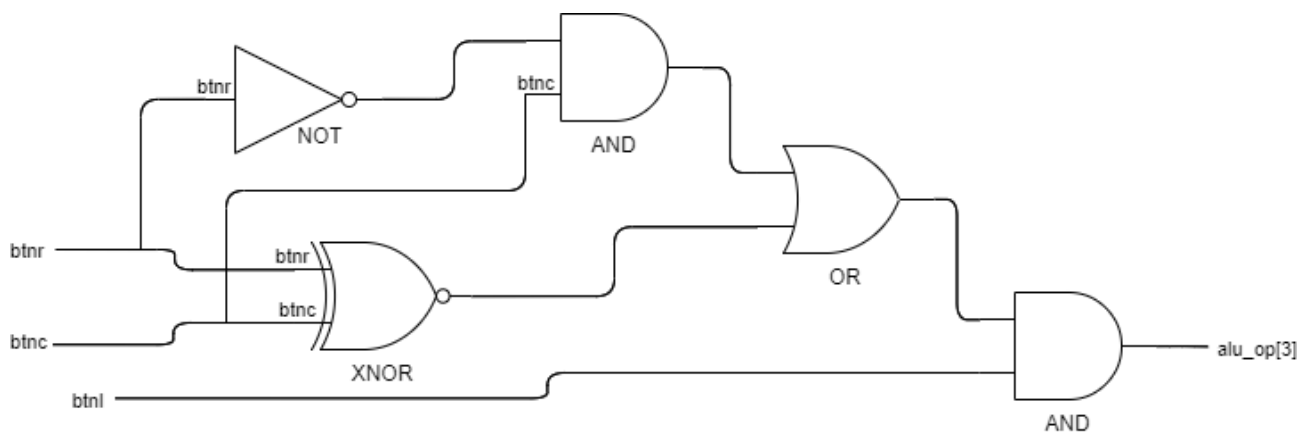 btnr
NOT
btnc
AND
btnr
btnr
btnc
XNOR
btnc
OR
btnl
AND
alu_op[3]